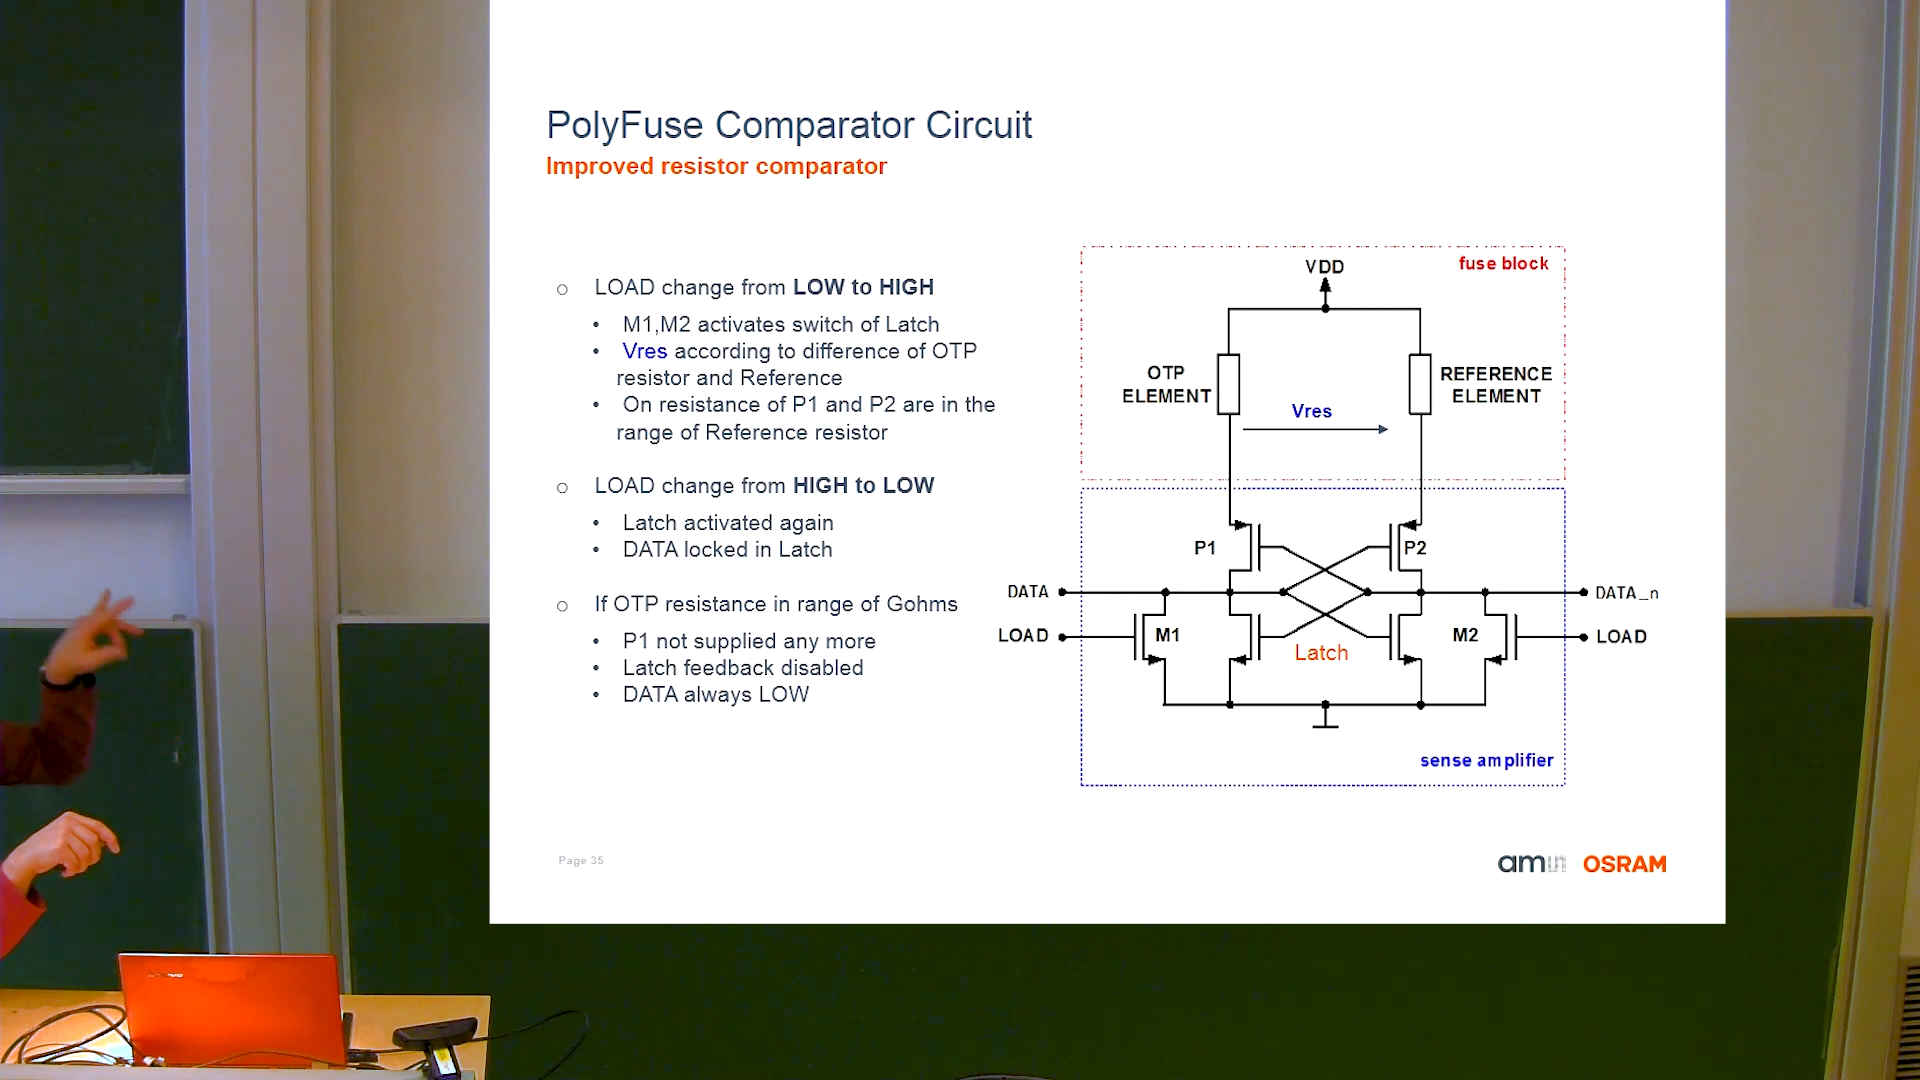 PolyFuse Comparator Circuit
Improved resistor comparator
LOAD change from LOW to HIGH
M1,M2 activates switch of Latch
Vres according to difference of OTP
resistor and Reference
On resistance of P1 and P2 are in the
range of Reference resistor
LOAD change from HIGH to LOW
Latch activated again
DATA locked in Latch
If OTP resistance in range of Gohms
P1 not supplied any more
Latch feedback disabled
DATA always LOW
VDD
fuse block
OTP
ELEMENT
REFERENCE
ELEMENT
Vres
P1
P2
DATA
DATA_n
LOAD
M1
M2
LOAD
Latch
sense amplifier
Page 35
am
OSRAM